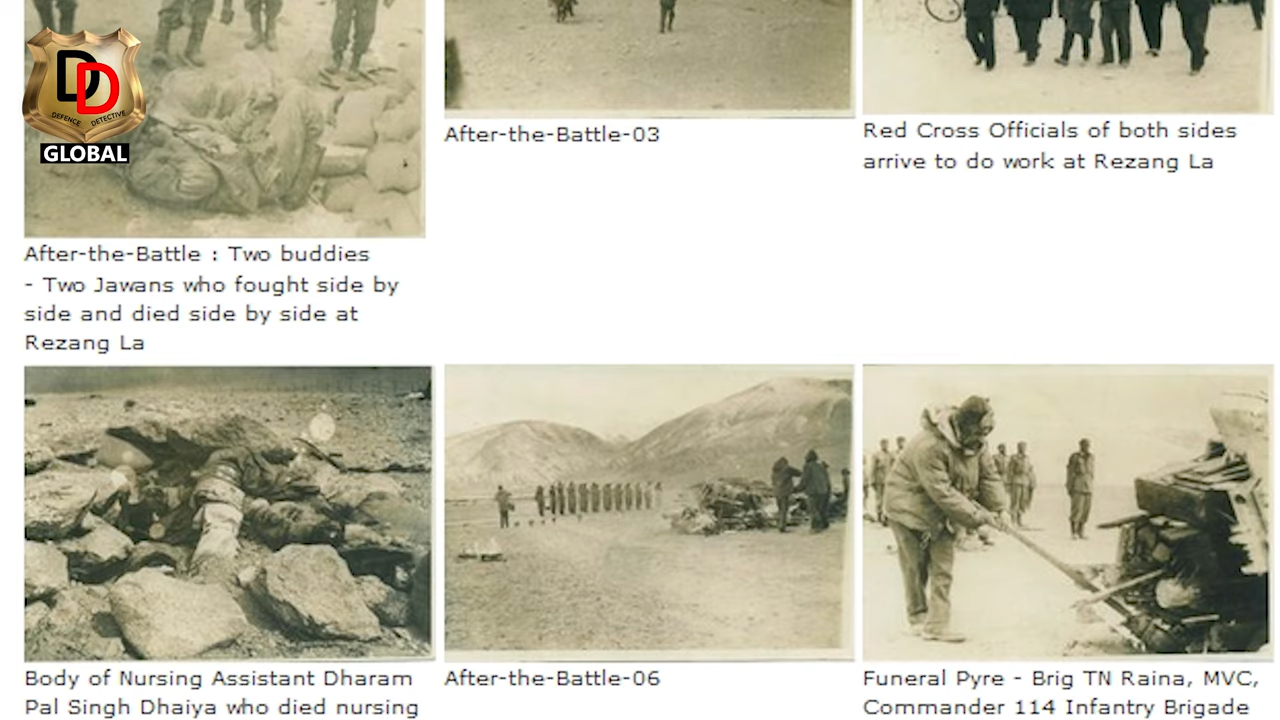 DD
DEFENCE DETECTIVE
GLOBAL
After-the-Battle-03
Red Cross Officials of both sides
arrive to do work at Rezang La
After-the-Battle : Two buddies
- Two Jawans who fought side by
side and died side by side at
Rezang La
Body of Nursing Assistant Dharam
Pal Singh Dhaiya who died nursing
After-the-Battle-06
Funeral Pyre - Brig TN Raina, MVC,
Commander 114 Infantry Brigade